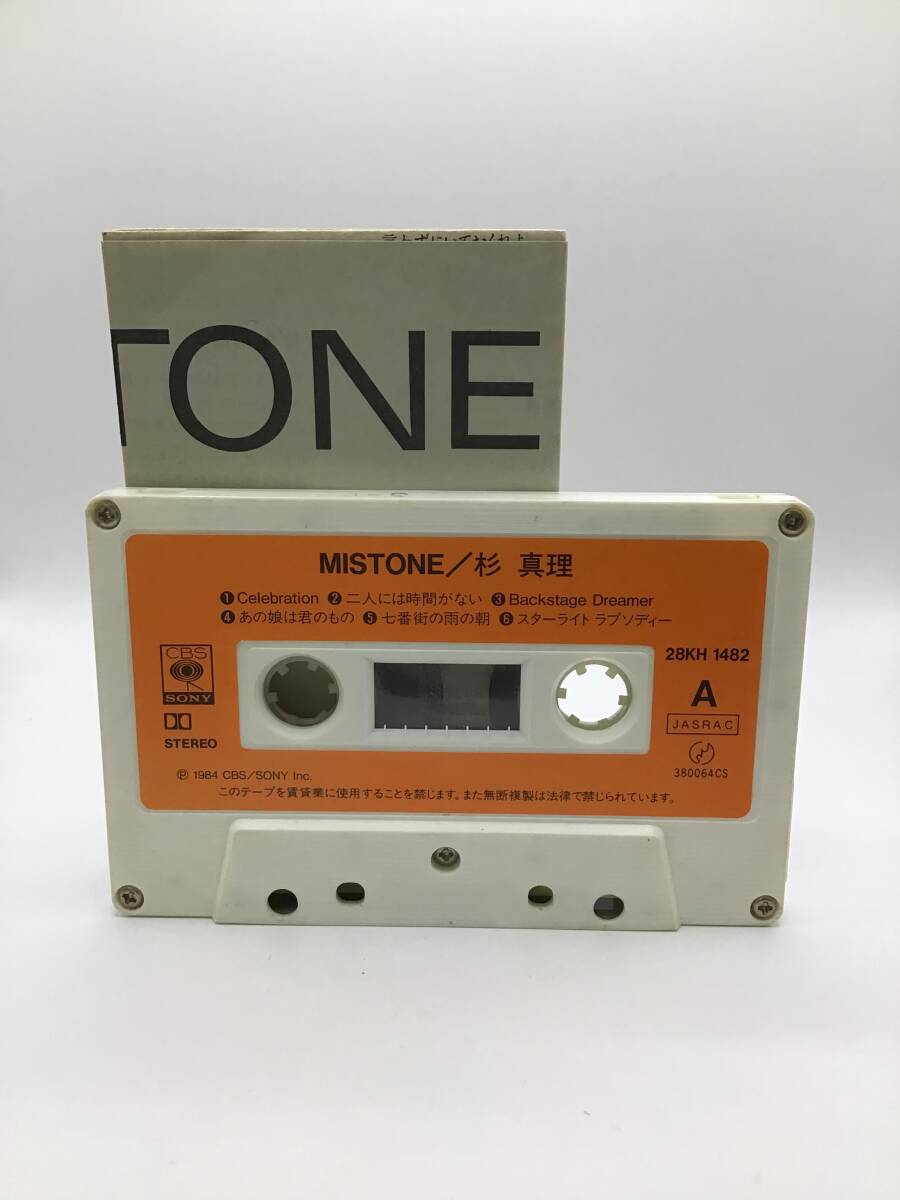 TONE
MISTONE/杉 真理
❶ Celebration ❷ 二人には時間がない ❸ Backstage Dreamer
❹ あの娘は君のもの ❺ 七番街の雨の朝 ❻ スターライト ラプソディー
CBS
SONY
STEREO
28KH 1482
A
JASRAC
380064CS
Ⓟ 1984 CBS/SONY Inc.
このテープを賃貸業に使用することを禁じます。また無断複製は法律で禁じられています。